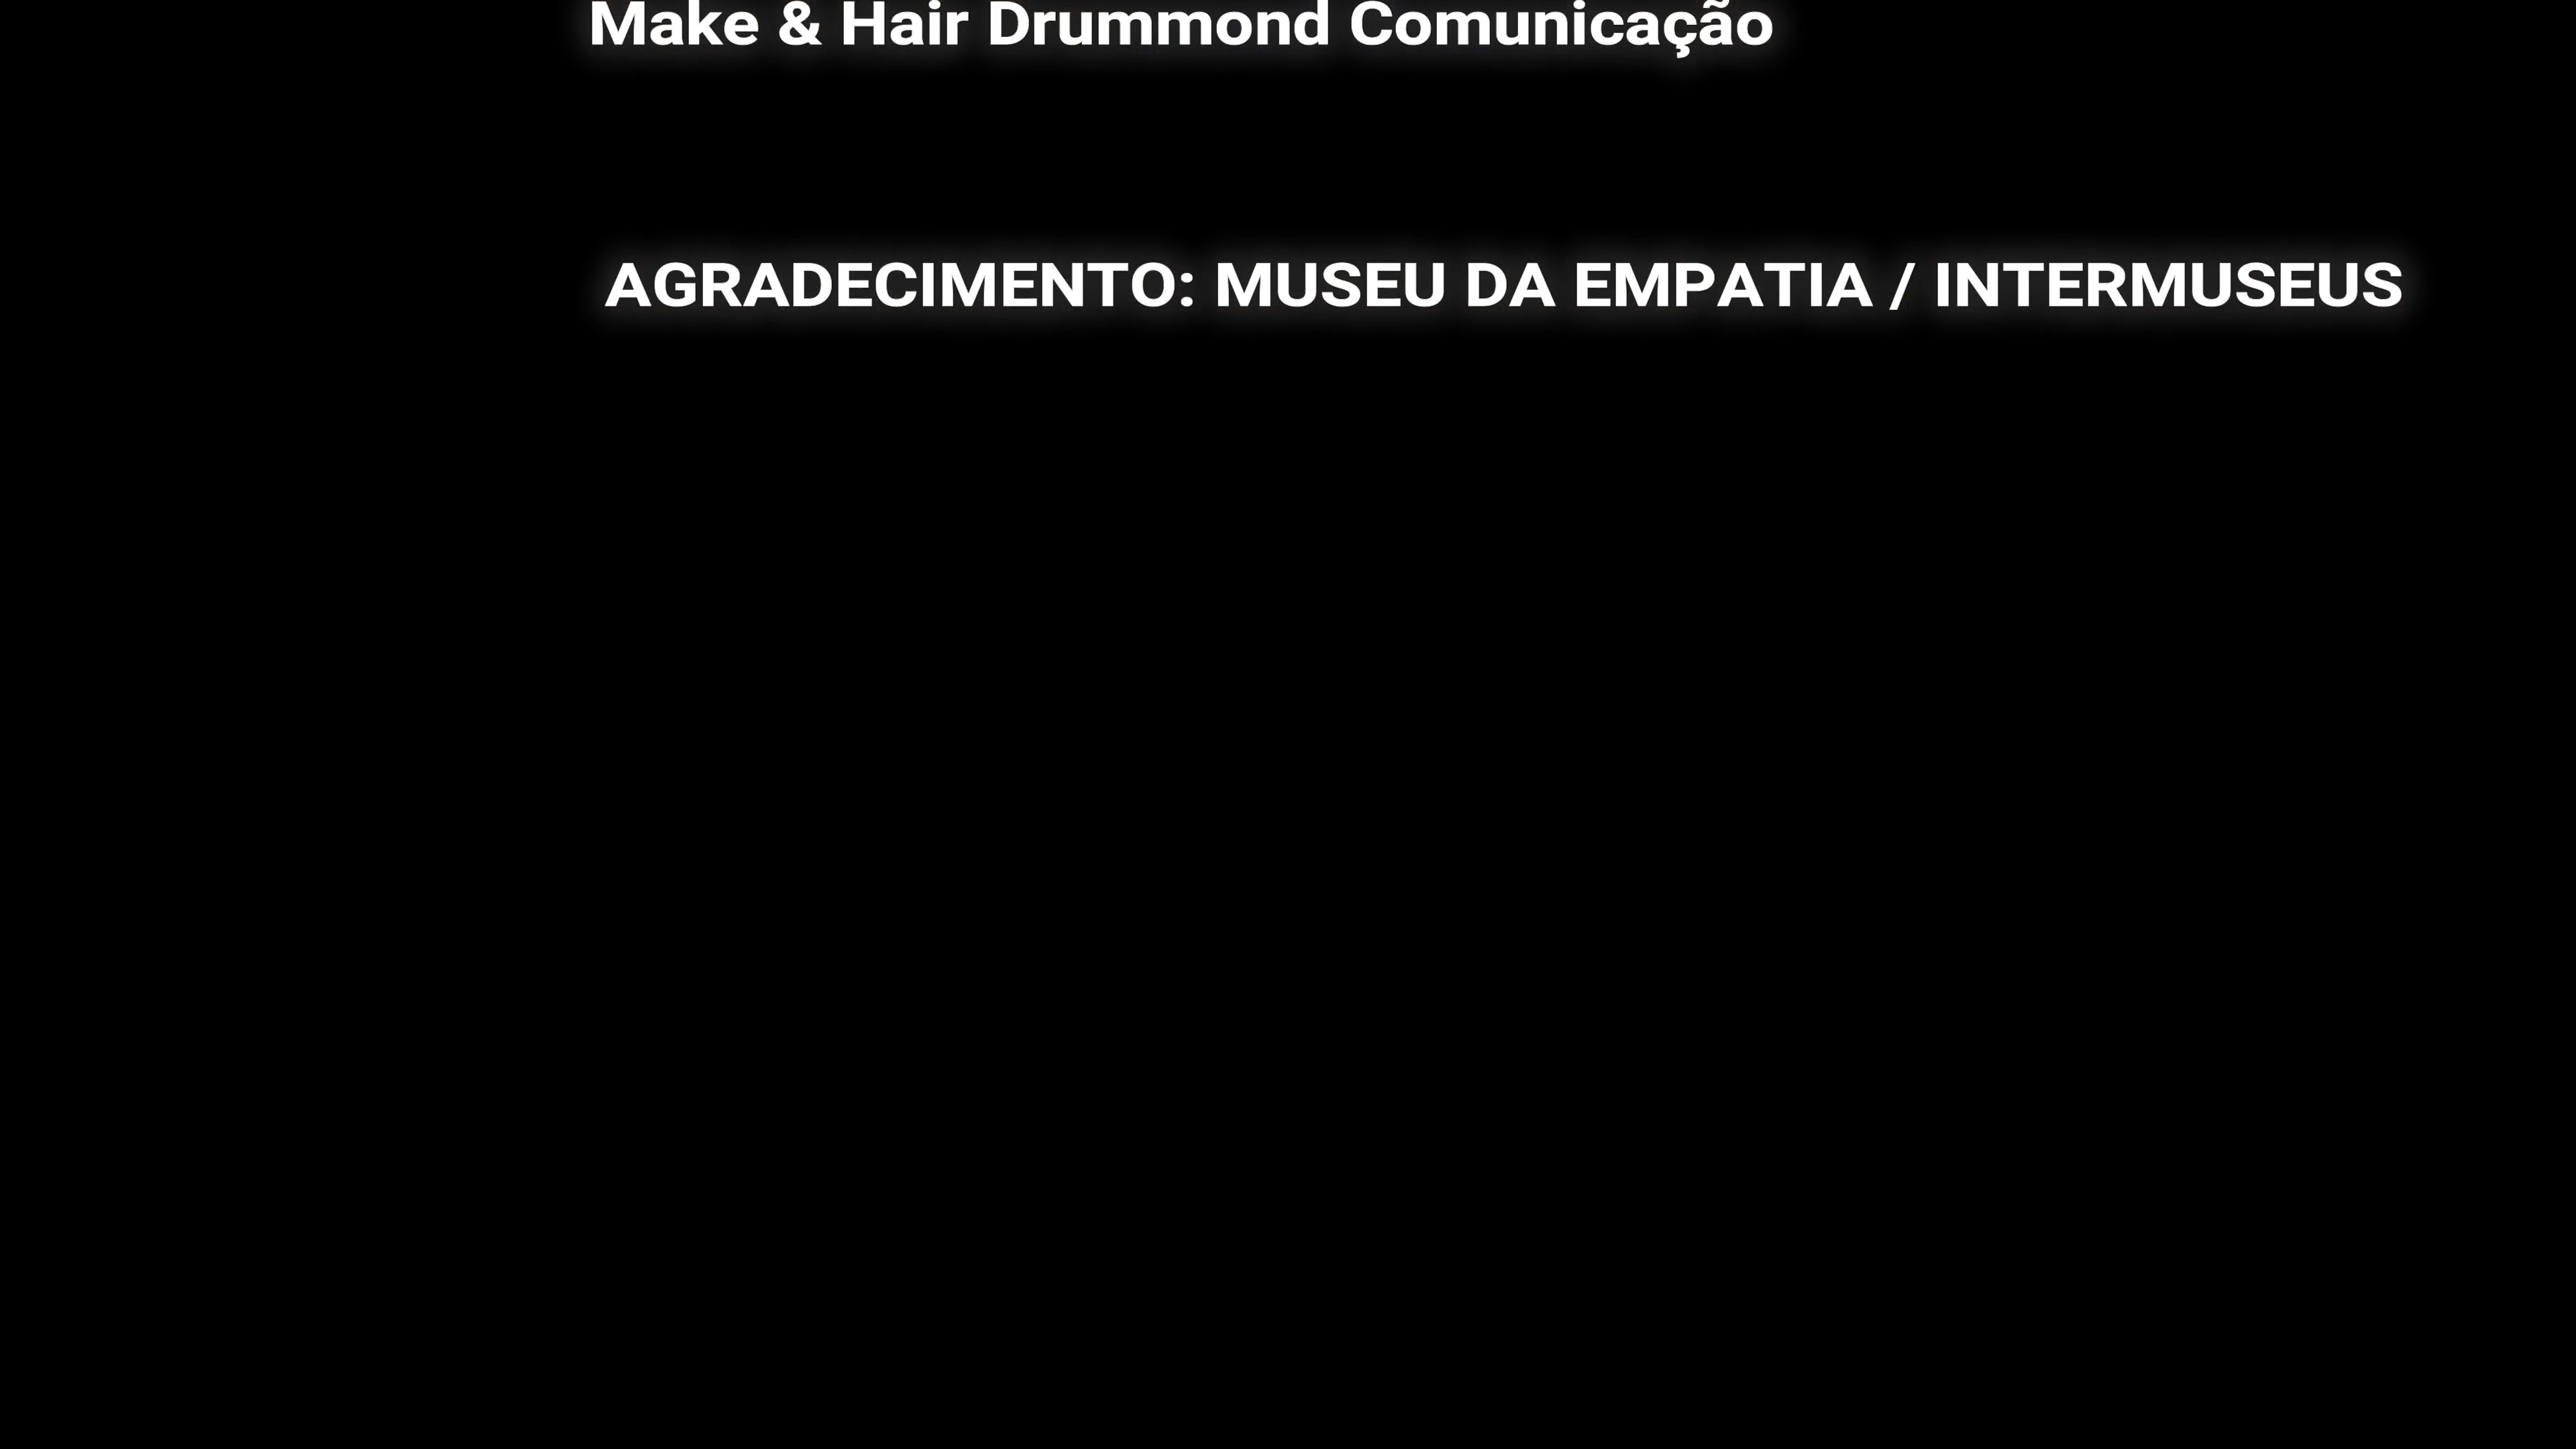 Make & Hair Drummond Comunicação
AGRADECIMENTO: MUSEU DA EMPATIA / INTERMUSEUS